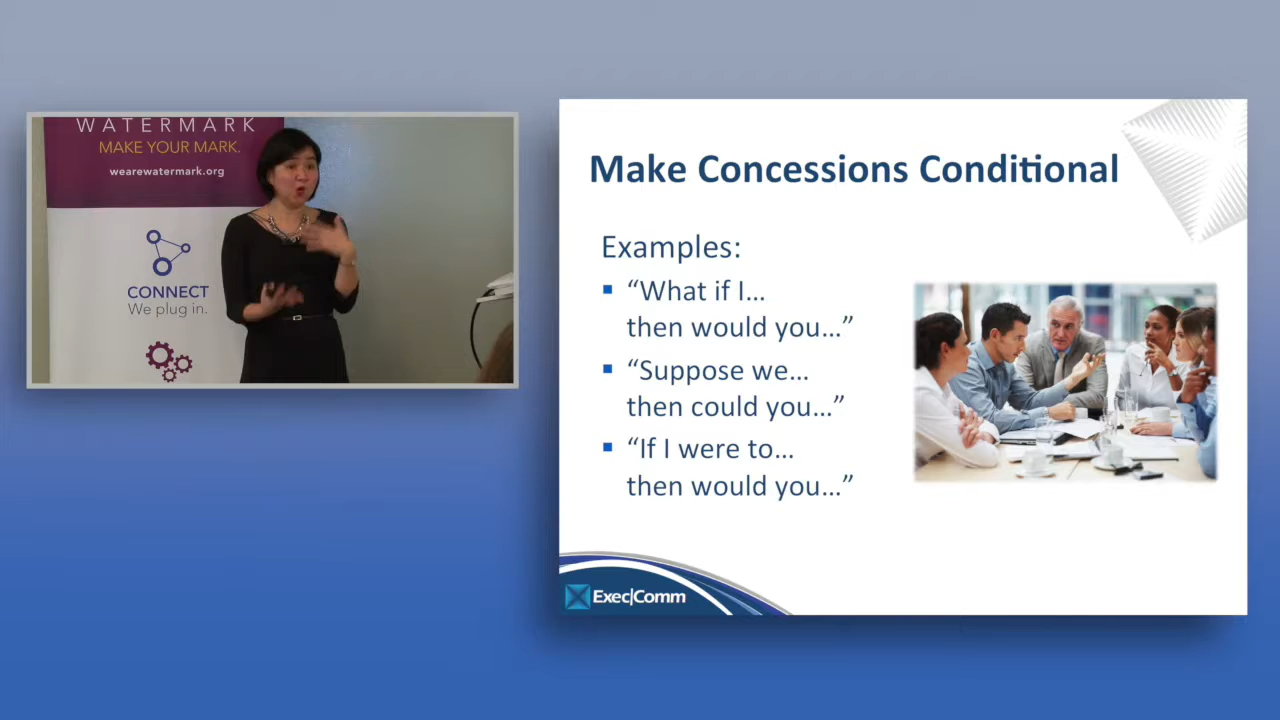 WATERMARK
MAKE YOUR MARK.
wearewatermark.org
CONNECT
We plug in.
Make Concessions Conditional
Examples:
“What if I…
then would you…”
“Suppose we…
then could you…”
“If I were to…
then would you…”
Exec|Comm